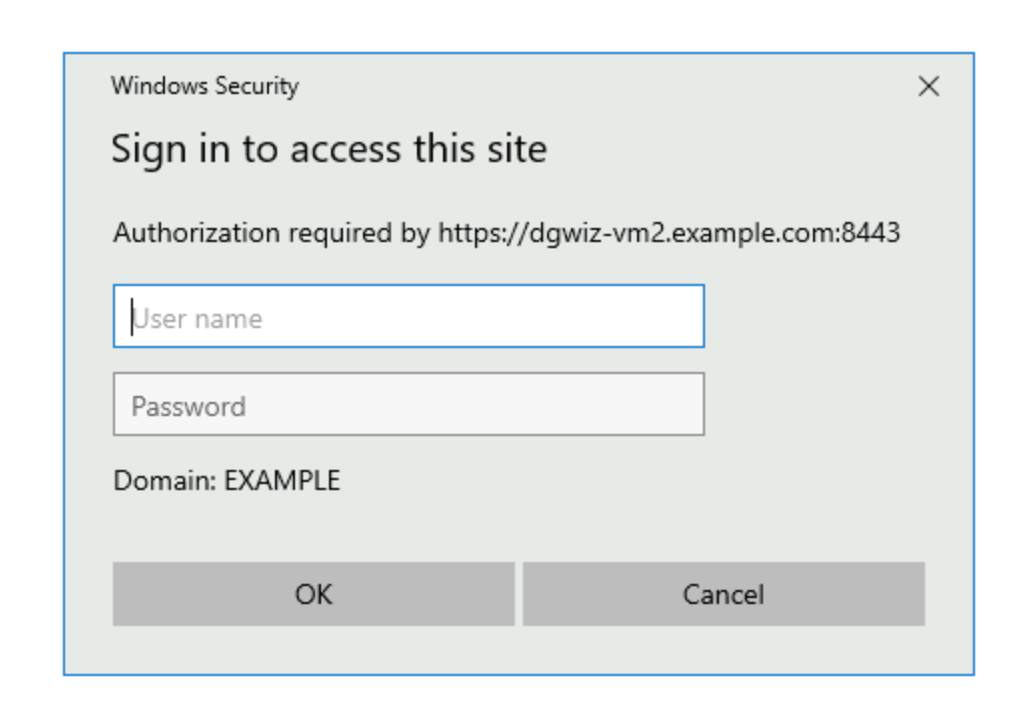 Windows Security
Sign in to access this site
Authorization required by https://dgwiz-vm2.example.com:8443
User name
Password
Domain: EXAMPLE
OK
Cancel